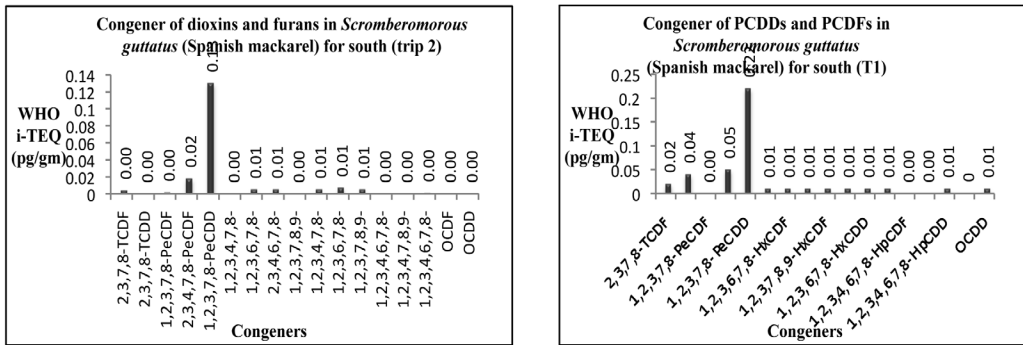 Congener of dioxins and furans in Scromberomorous
guttatus (Spanish mackarel) for south (trip 2)
0.13
0.14
0.12
0.1
0.08
0.06
0.04
0.02
0
WHO
i-TEQ
(pg/gm)
0.00
0.00
0.00
0.02
0.00
0.01
0.01
0.00
0.01
0.01
0.01
0.00
0.00
0.00
0.00
0.00
2,3,7,8-TCDF
2,3,7,8-TCDD
1,2,3,7,8-PeCDF
2,3,4,7,8-PeCDF
1,2,3,7,8-PeCDD
1,2,3,4,7,8-
1,2,3,6,7,8-
2,3,4,6,7,8-
1,2,3,7,8,9-
1,2,3,4,7,8-
1,2,3,6,7,8-
1,2,3,7,8,9-
1,2,3,4,6,7,8-
1,2,3,4,7,8,9-
1,2,3,4,6,7,8-
OCDF
OCDD
Congeners
Congener of PCDDs and PCDFs in
Scromberomorous guttatus
(Spanish mackarel) for south (T1)
0.22
0.25
0.2
0.15
0.1
0.05
0
WHO
i-TEQ
(pg/gm)
0.02
0.04
0.00
0.05
0.01
0.01
0.01
0.01
0.01
0.01
0.01
0.00
0.00
0.01
0
0.01
2,3,7,8-TCDF
1,2,3,7,8-PeCDF
1,2,3,7,8-PeCDD
1,2,3,6,7,8-HxCDF
1,2,3,7,8,9-HxCDF
1,2,3,6,7,8-HxCDD
1,2,3,4,6,7,8-HpCDF
1,2,3,4,6,7,8-HpCDD
OCDD
Congeners